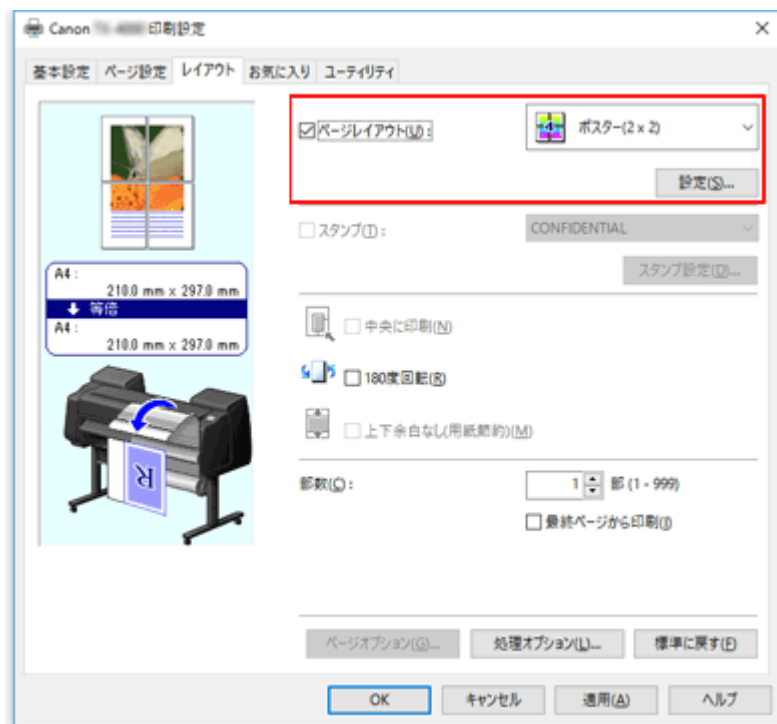 Canon 印刷設定
基本設定 ページ設定 レイアウト お気に入り ユーティリティ
ページレイアウト(U): ポスター(2 x 2)
設定(S)...
スタンプ(T): CONFIDENTIAL
スタンプ設定(D)...
A4 :
210.0 mm x 297.0 mm
等倍
A4 :
210.0 mm x 297.0 mm
中央に印刷(N)
180度回転(R)
上下余白なし(用紙節約)(M)
R
部数(C): 1 部 (1 - 999)
最終ページから印刷(J)
ページオプション(G)... 処理オプション(L)... 標準に戻す(F)
OK キャンセル 適用(A) ヘルプ